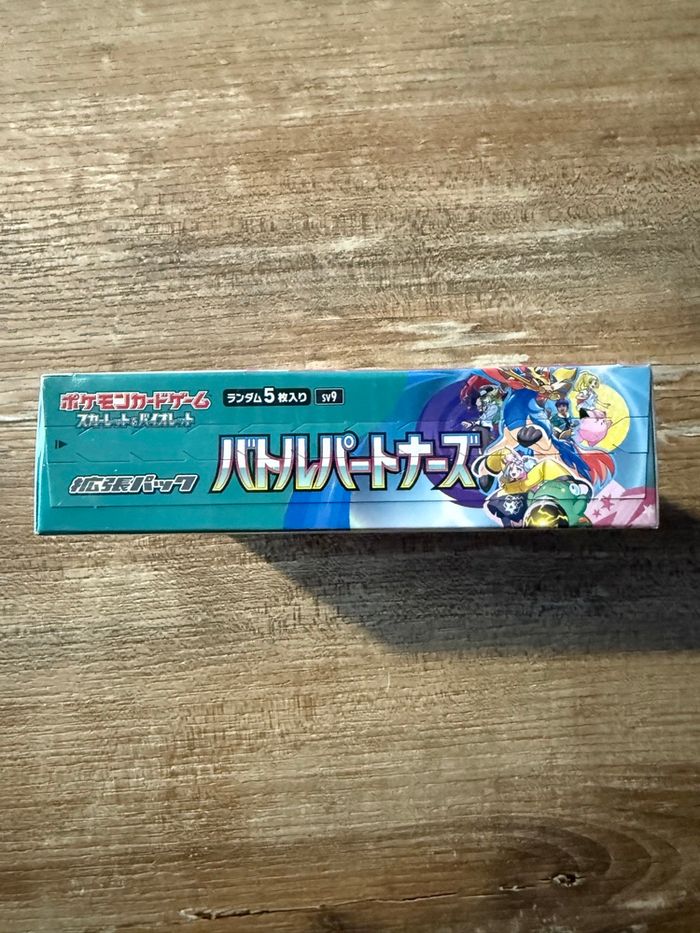 ポケモンカードゲーム
スカーレット&バイオレット
ランダム5枚入り
SV9
拡張パック
バトルパートナーズ